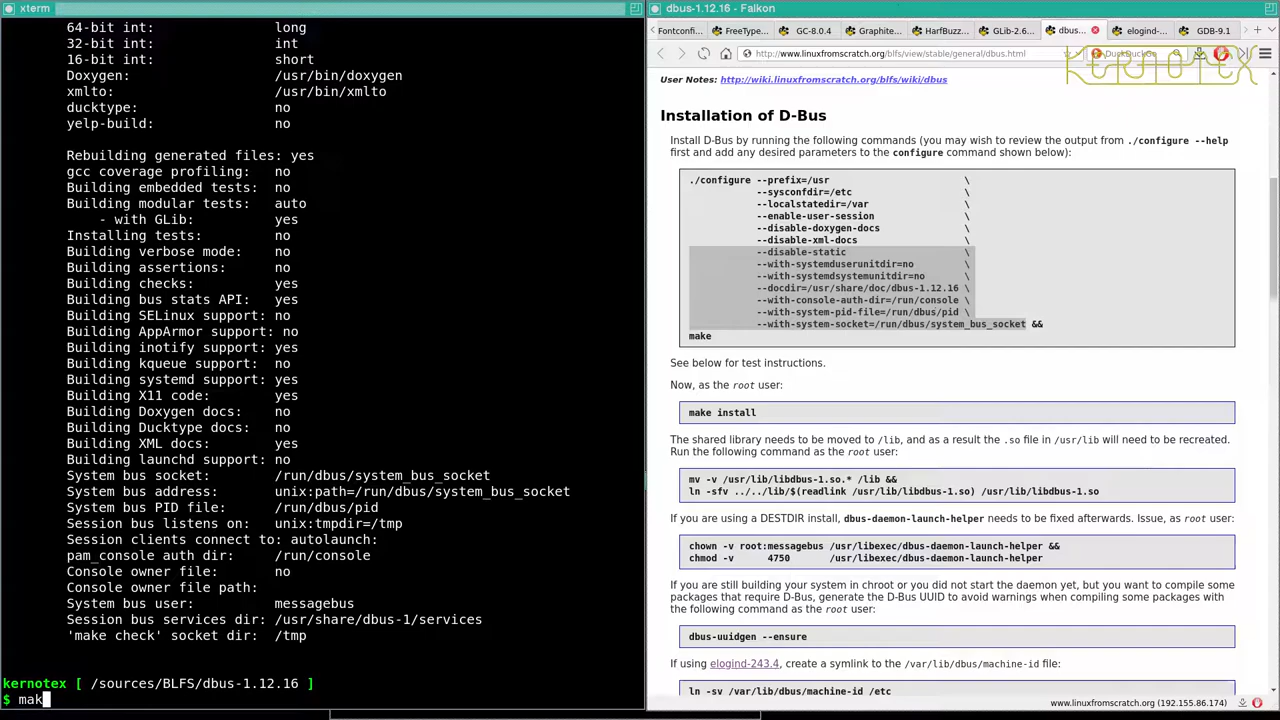 xterm
64-bit int: long
32-bit int: int
16-bit int: short
Doxygen: /usr/bin/doxygen
xmlto: /usr/bin/xmlto
ducktype: no
yelp-build: no
Rebuilding generated files: yes
gcc coverage profiling: no
Building embedded tests: no
Building modular tests: auto
- with GLib: yes
Installing tests: no
Building verbose mode: no
Building assertions: no
Building checks: yes
Building bus stats API: yes
Building SELinux support: no
Building AppArmor support: no
Building inotify support: yes
Building kqueue support: no
Building systemd support: yes
Building X11 code: yes
Building Doxygen docs: no
Building Ducktype docs: no
Building XML docs: yes
Building launchd support: no
System bus socket: /run/dbus/system_bus_socket
System bus address: unix:path=/run/dbus/system_bus_socket
System bus PID file: /run/dbus/pid
Session bus listens on: unix:tmpdir=/tmp
Session clients connect to: autolaunch:
pam_console auth dir: /run/console
Console owner file: no
Console owner file path:
System bus user: messagebus
Session bus services dir: /usr/share/dbus-1/services
'make check' socket dir: /tmp
kernotex [ /sources/BLFS/dbus-1.12.16 ]
$ mak
dbus-1.12.16 - Falkon
Fontconfi... FreeType... GC-8.0.4 Graphite... HarfBuzz... GLib-2.6... dbus... elogind-... GDB-9.1
http://www.linuxfromscratch.org/blfs/view/stable/general/dbus.html
DuckDuckGo
KERNOTEX
User Notes: http://wiki.linuxfromscratch.org/blfs/wiki/dbus
Installation of D-Bus
Install D-Bus by running the following commands (you may wish to review the output from ./configure --help
first and add any desired parameters to the configure command shown below):
./configure --prefix=/usr \
--sysconfdir=/etc \
--localstatedir=/var \
--enable-user-session \
--disable-doxygen-docs \
--disable-xml-docs \
--disable-static \
--with-systemduserunitdir=no \
--with-systemdsystemunitdir=no \
--docdir=/usr/share/doc/dbus-1.12.16 \
--with-console-auth-dir=/run/console \
--with-system-pid-file=/run/dbus/pid \
--with-system-socket=/run/dbus/system_bus_socket &&
make
See below for test instructions.
Now, as the root user:
make install
The shared library needs to be moved to /lib, and as a result the .so file in /usr/lib will need to be recreated.
Run the following command as the root user:
mv -v /usr/lib/libdbus-1.so.* /lib &&
ln -sfv ../../lib/$(readlink /usr/lib/libdbus-1.so) /usr/lib/libdbus-1.so
If you are using a DESTDIR install, dbus-daemon-launch-helper needs to be fixed afterwards. Issue, as root user:
chown -v root:messagebus /usr/libexec/dbus-daemon-launch-helper &&
chmod -v 4750 /usr/libexec/dbus-daemon-launch-helper
If you are still building your system in chroot or you did not start the daemon yet, but you want to compile some
packages that require D-Bus, generate the D-Bus UUID to avoid warnings when compiling some packages with
the following command as the root user:
dbus-uuidgen --ensure
If using elogind-243.4, create a symlink to the /var/lib/dbus/machine-id file:
ln -sv /var/lib/dbus/machine-id /etc
www.linuxfromscratch.org (192.155.86.174)